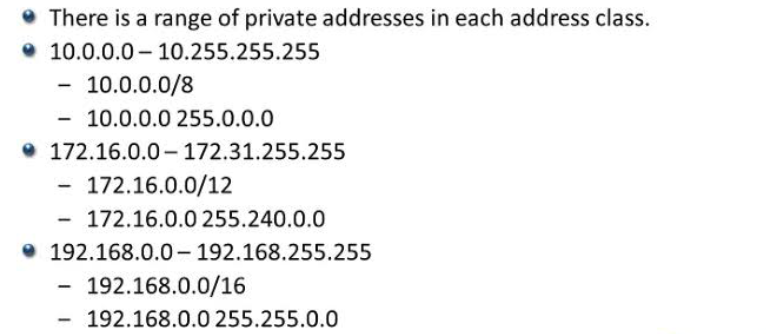 There is a range of private addresses in each address class.
10.0.0.0 – 10.255.255.255
– 10.0.0.0/8
– 10.0.0.0 255.0.0.0
172.16.0.0 – 172.31.255.255
– 172.16.0.0/12
– 172.16.0.0 255.240.0.0
192.168.0.0 – 192.168.255.255
– 192.168.0.0/16
– 192.168.0.0 255.255.0.0